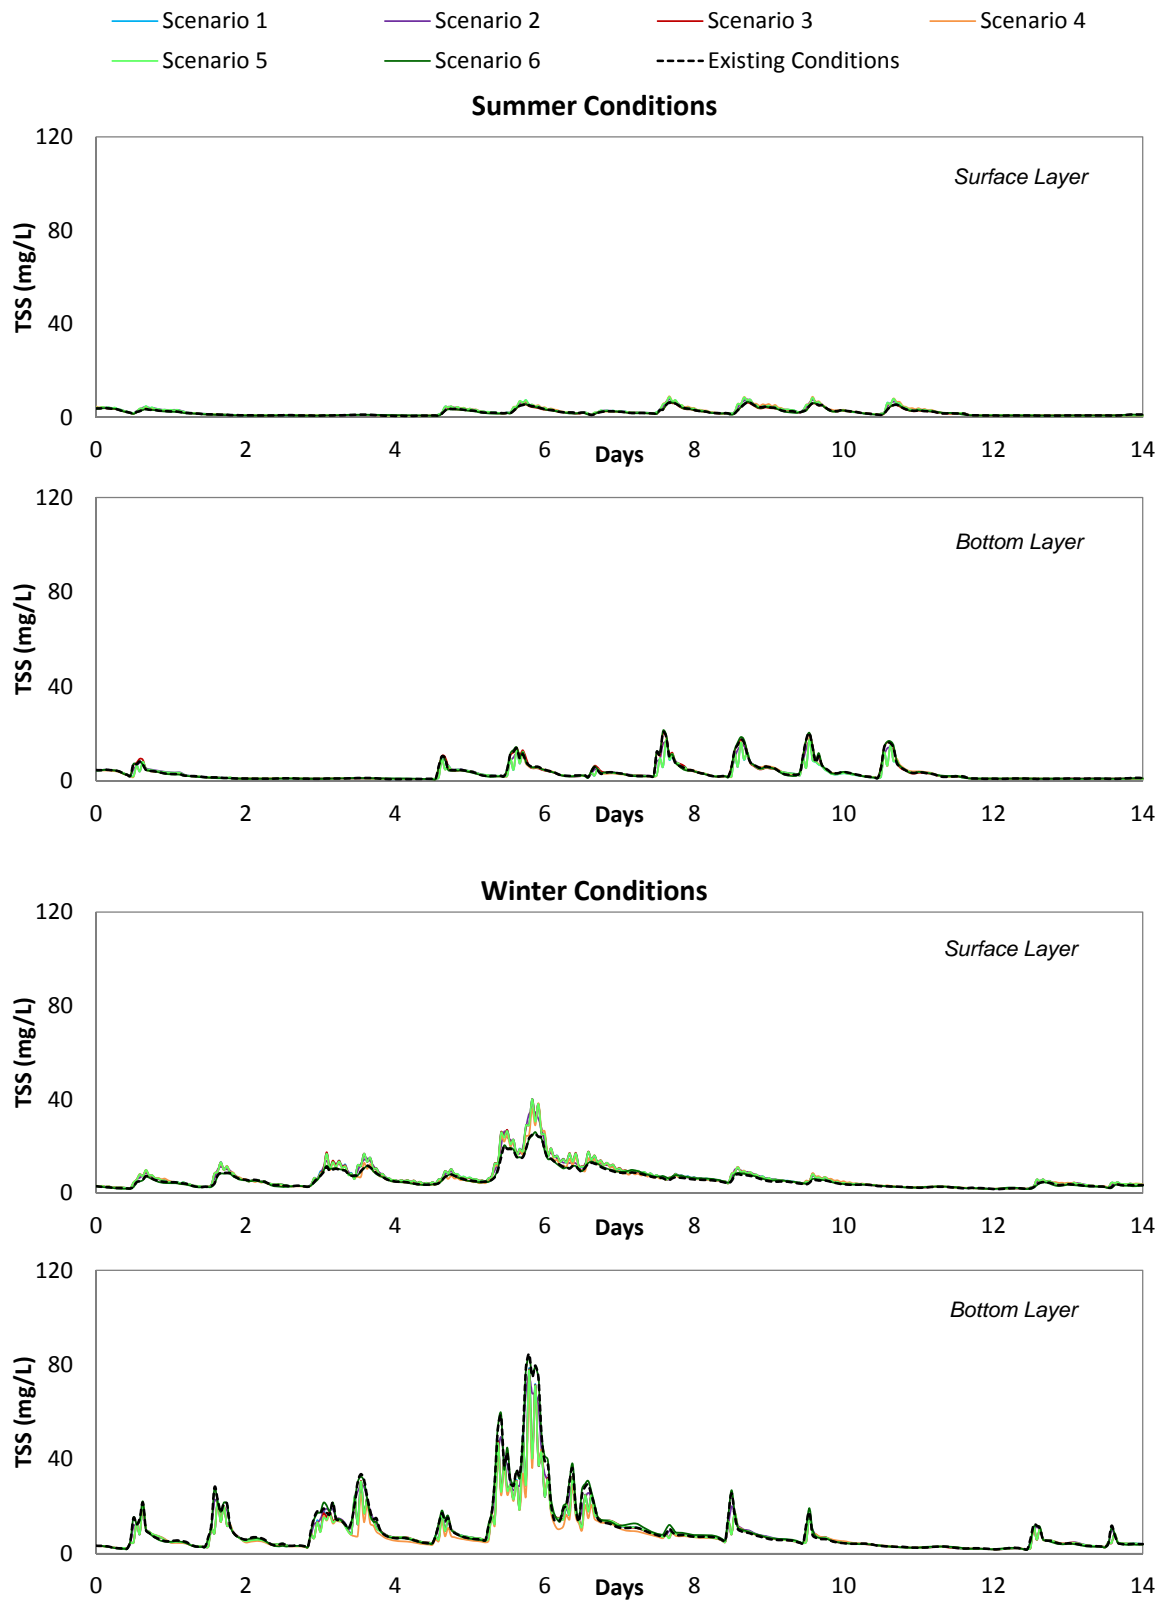 Scenario 1 Scenario 2 Scenario 3 Scenario 4
Scenario 5 Scenario 6 Existing Conditions
Summer Conditions
120
Surface Layer
80
TSS (mg/L)
40
0
0 2 4 6 8 10 12 14
Days
120
Bottom Layer
80
TSS (mg/L)
40
0
0 2 4 6 8 10 12 14
Days
Winter Conditions
120
Surface Layer
80
TSS (mg/L)
40
0
0 2 4 6 8 10 12 14
Days
120
Bottom Layer
80
TSS (mg/L)
40
0
0 2 4 6 8 10 12 14
Days